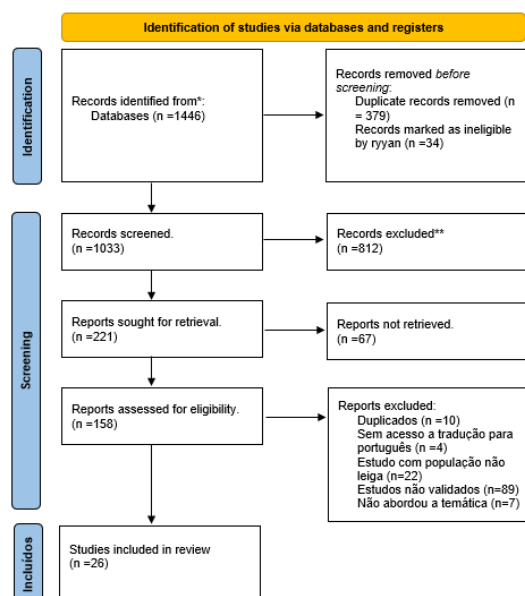 Identification of studies via databases and registers
Identification
Records identified from*:
Databases (n =1446)
Records removed before
screening:
Duplicate records removed (n
= 379)
Records marked as ineligible
by ryyan (n =34)
Screening
Records screened.
(n =1033)
Records excluded**
(n =812)
Reports sought for retrieval.
(n =221)
Reports not retrieved.
(n =67)
Reports assessed for eligibility.
(n =158)
Reports excluded:
Duplicados (n =10)
Sem acesso a tradução para
português (n =4)
Estudo com população não
leiga (n=22)
Estudos não validados (n=89)
Não abordou a temática (n=7)
Incluídos
Studies included in review
(n =26)